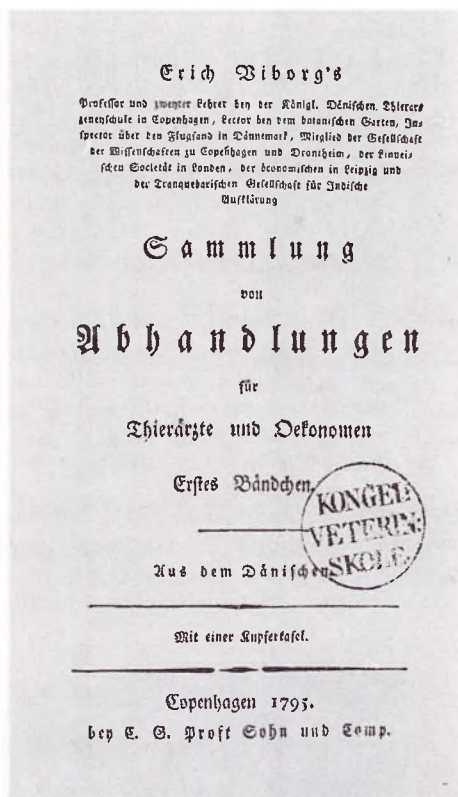 Erich Viborg's
Professor und zweyter Lehrer bey der Königl. Dänischen Thierarz
zeneyschule in Copenhagen, Lector bey dem botanischen Garten, In-
spector über den Flugsand in Dännemark, Mitglied der Gesellschaft
der Wissenschaften zu Copenhagen und Drontheim, der Linnei-
schen Societät in London, der öconomischen in Leipzig und
der Tranquebarischen Gesellschaft für Indische
Aufklärung
Sammlung
von
Abhandlungen
für
Thierärzte und Oekonomen
Erstes Bändchen.
KONGEL:
VETERIN:
SKOLE.
Aus dem Dänischen
Mit einer Kupfertafel.
Copenhagen 1795.
bey C. G. Proft Sohn und Comp.